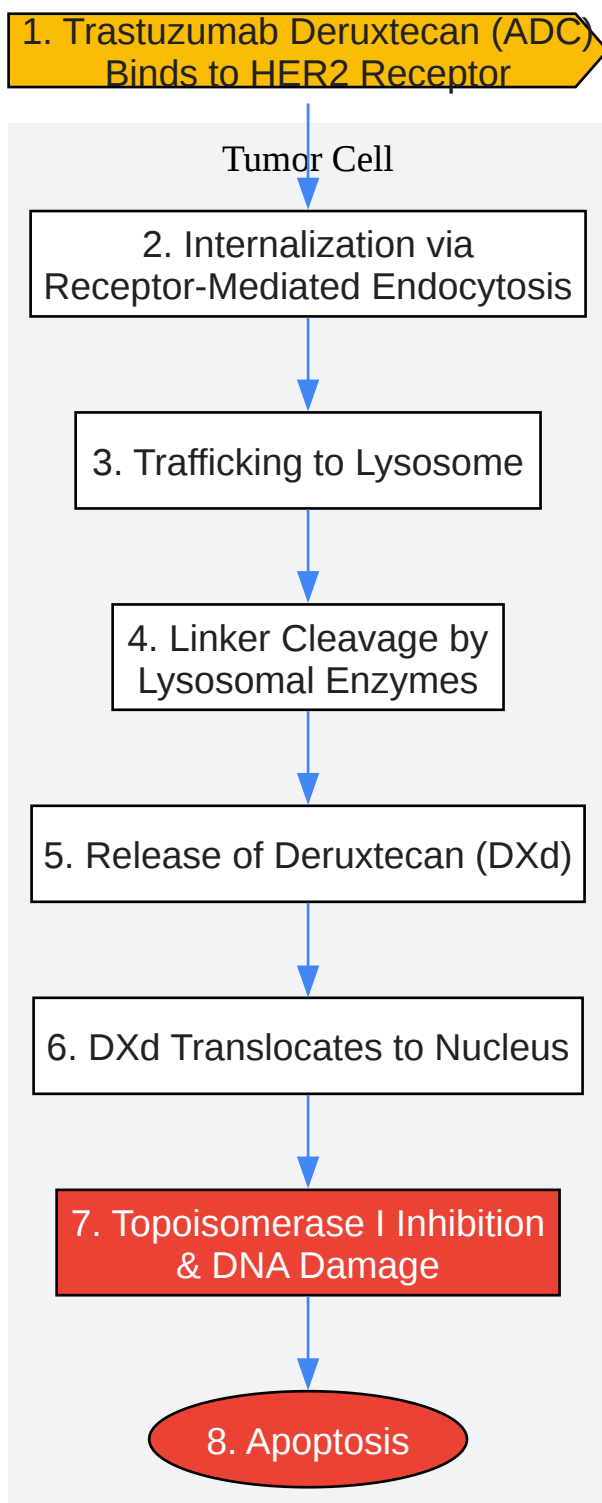 1. Trastuzumab Deruxtecan (ADC)
Binds to HER2 Receptor
Tumor Cell
2. Internalization via
Receptor-Mediated Endocytosis
3. Trafficking to Lysosome
4. Linker Cleavage by
Lysosomal Enzymes
5. Release of Deruxtecan (DXd)
6. DXd Translocates to Nucleus
7. Topoisomerase I Inhibition
& DNA Damage
8. Apoptosis